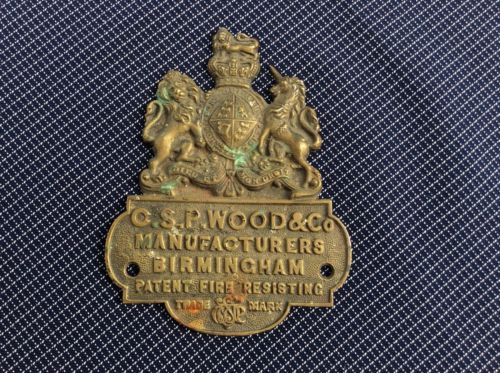 C.S.P. WOOD & Co
MANUFACTURERS
BIRMINGHAM
PATENT FIRE RESISTING
TRADE MARK